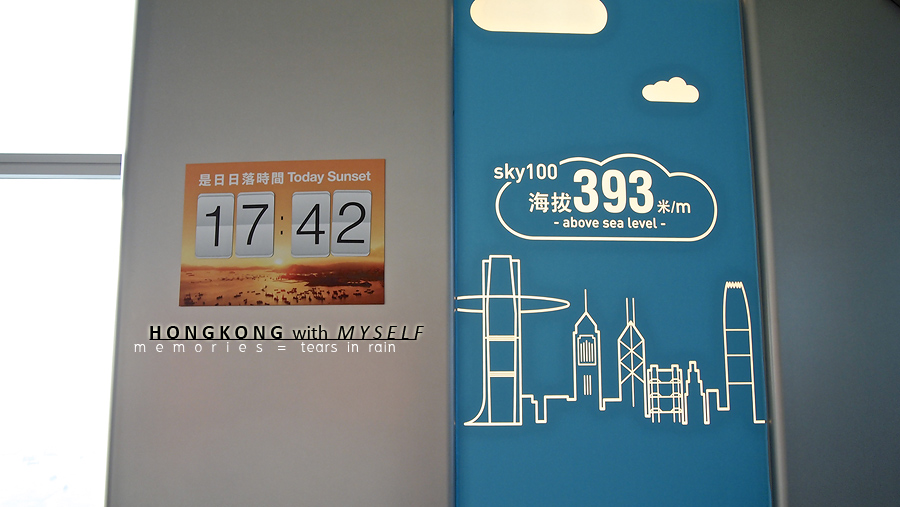 是日日落時間 Today Sunset
17:42
HONGKONG with MYSELF
memories = tears in rain
sky100
海拔393米/m
- above sea level -